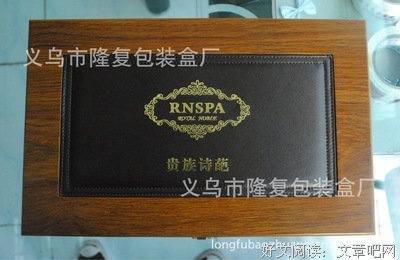 义乌市隆复包装盒厂
RNSPA
ROYAL NOBLE
贵族诗葩
义乌市隆复包装盒厂
longfubaozhuang
好文阅读：文章吧网